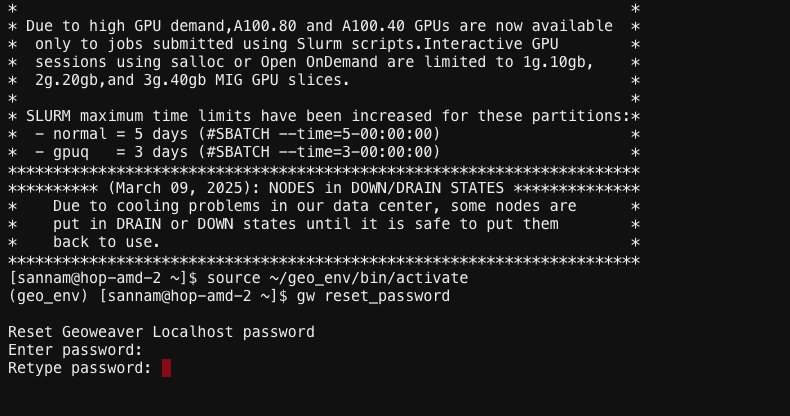 *                                                                    *
* Due to high GPU demand,A100.80 and A100.40 GPUs are now available  *
*  only to jobs submitted using Slurm scripts.Interactive GPU        *
*  sessions using salloc or Open OnDemand are limited to 1g.10gb,    *
*  2g.20gb,and 3g.40gb MIG GPU slices.                               *
*                                                                    *
* SLURM maximum time limits have been increased for these partitions:*
*  - normal = 5 days (#SBATCH --time=5-00:00:00)                     *
*  - gpuq   = 3 days (#SBATCH --time=3-00:00:00)                     *
**********************************************************************
********** (March 09, 2025): NODES in DOWN/DRAIN STATES **************
*    Due to cooling problems in our data center, some nodes are      *
*    put in DRAIN or DOWN states until it is safe to put them        *
*    back to use.                                                    *
**********************************************************************
[sannam@hop-amd-2 ~]$ source ~/geo_env/bin/activate
(geo_env) [sannam@hop-amd-2 ~]$ gw reset_password

Reset Geoweaver Localhost password
Enter password:
Retype password: